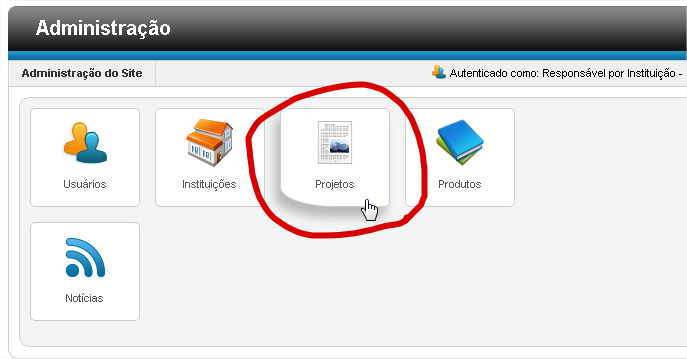 Administração
Administração do Site
Autenticado como: Responsável por Instituição -
Usuários
Instituições
Projetos
Produtos
Notícias